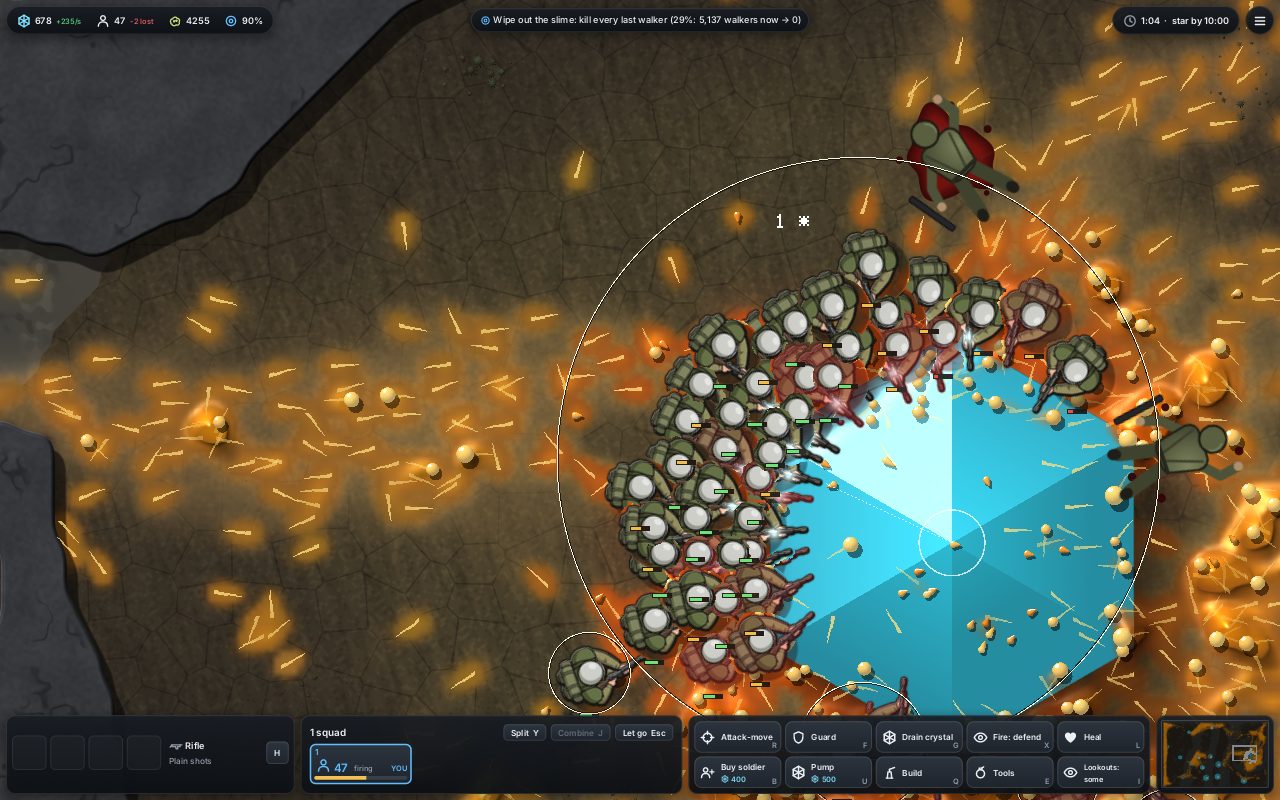 678 +235/s 47 -2 lost 4255 90%
Wipe out the slime: kill every last walker (29%: 5,137 walkers now → 0)
1:04 · star by 10:00
1
Rifle
Plain shots
H
1 squad
Split Y
Combine J
Let go Esc
1
47 firing YOU
Attack-move R
Guard F
Drain crystal G
Fire: defend X
Heal L
Buy soldier 400 B
Pump 500 U
Build Q
Tools E
Lookouts: some I